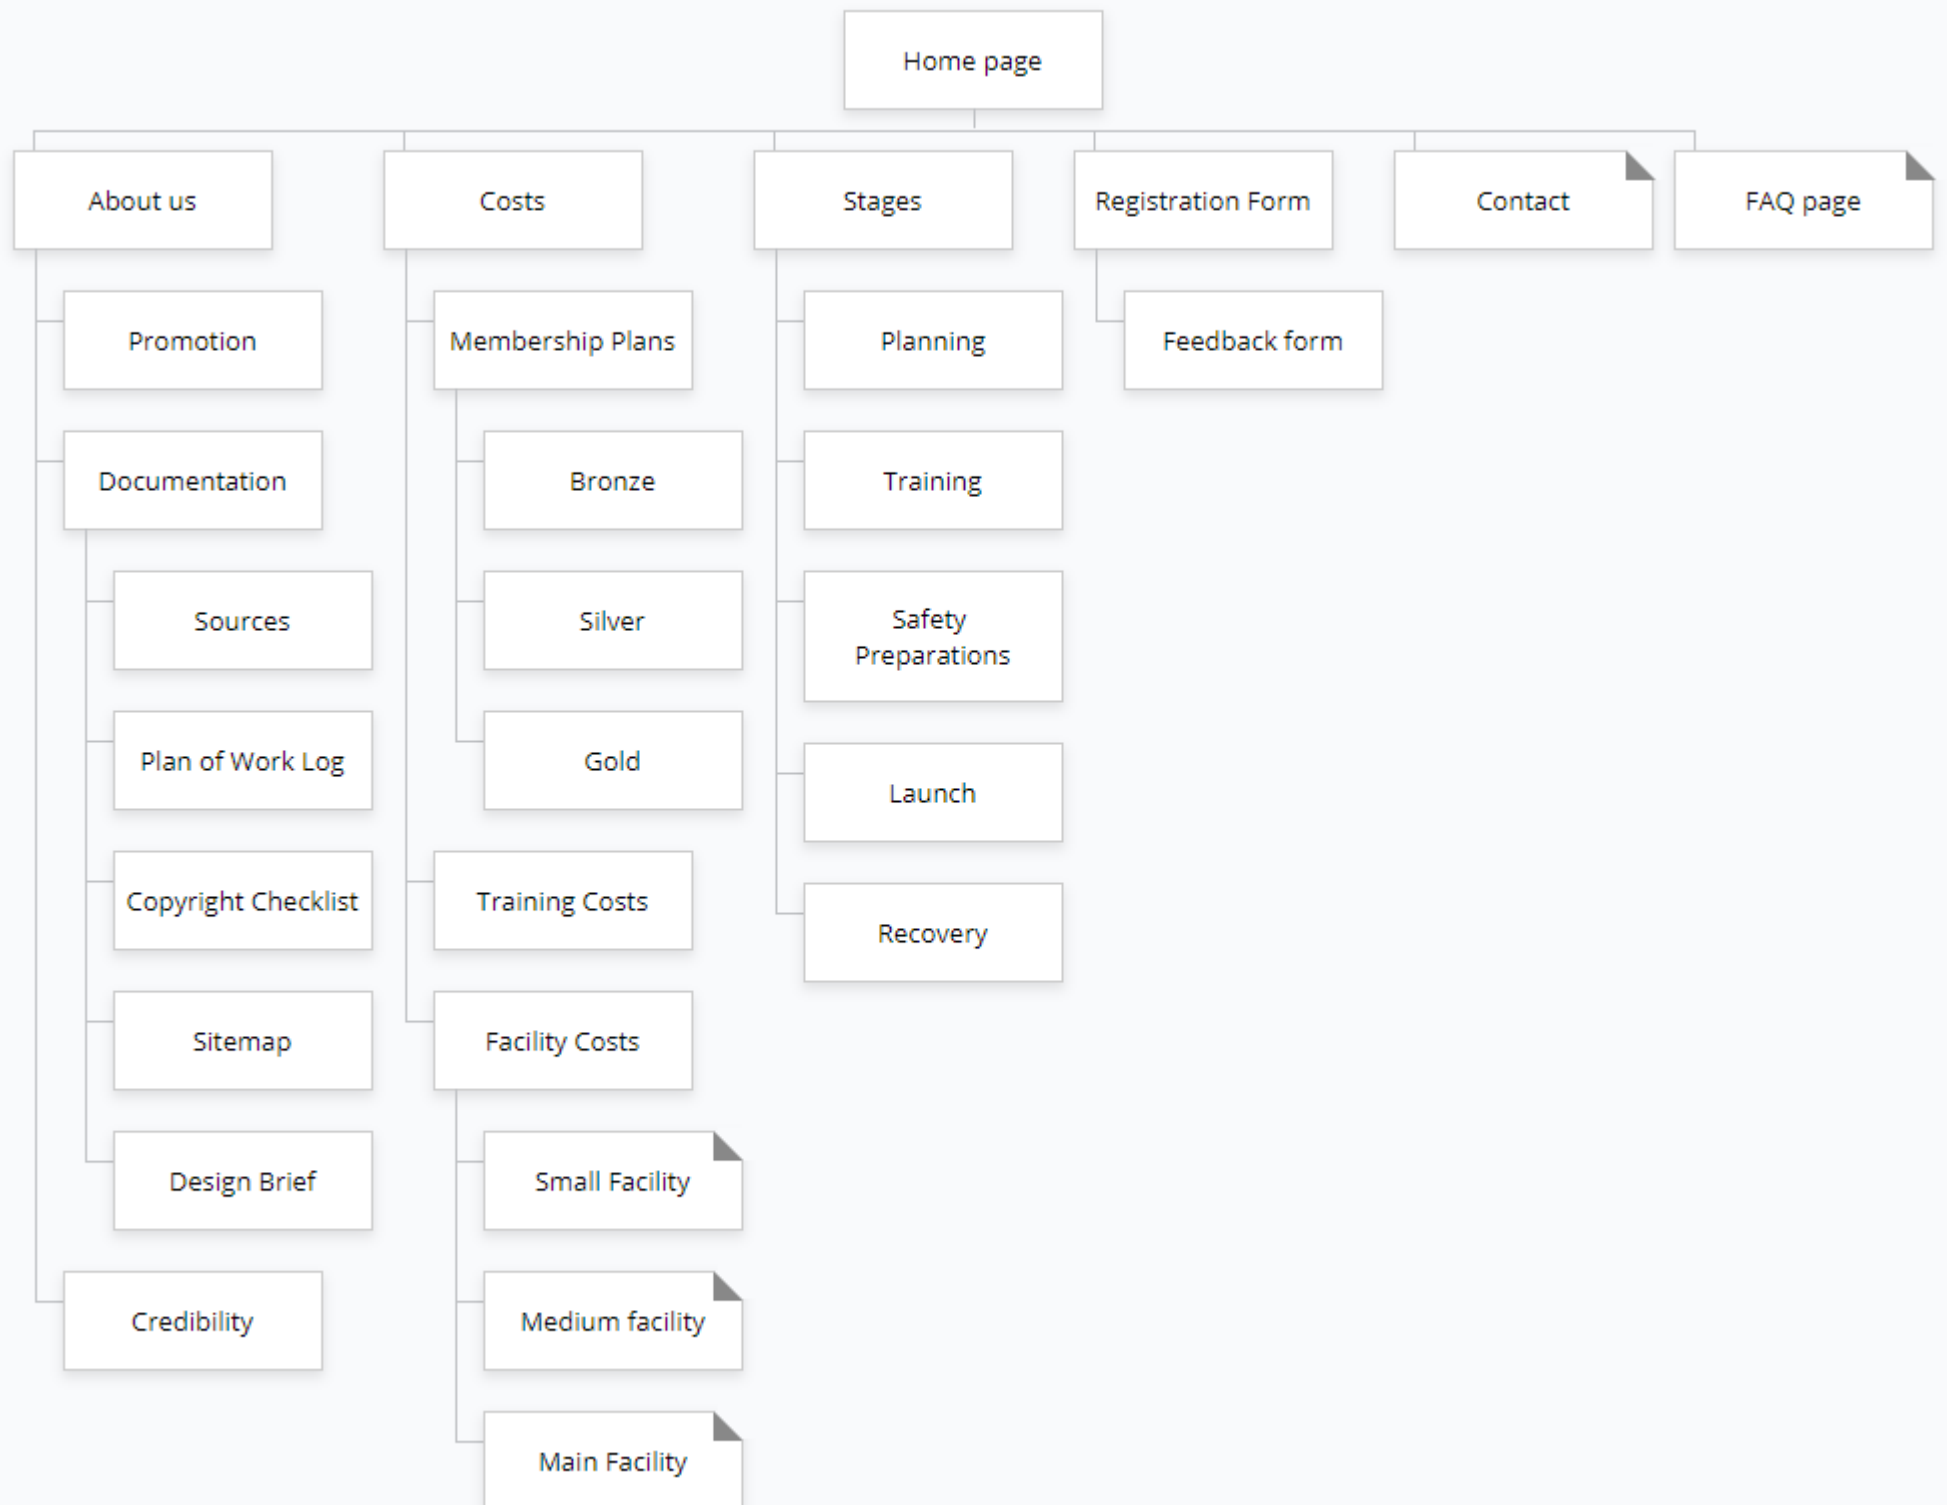 Home page
About us
Promotion
Documentation
Sources
Plan of Work Log
Copyright Checklist
Sitemap
Design Brief
Credibility
Costs
Membership Plans
Bronze
Silver
Gold
Training Costs
Facility Costs
Small Facility
Medium facility
Main Facility
Stages
Planning
Training
Safety
Preparations
Launch
Recovery
Registration Form
Feedback form
Contact
FAQ page